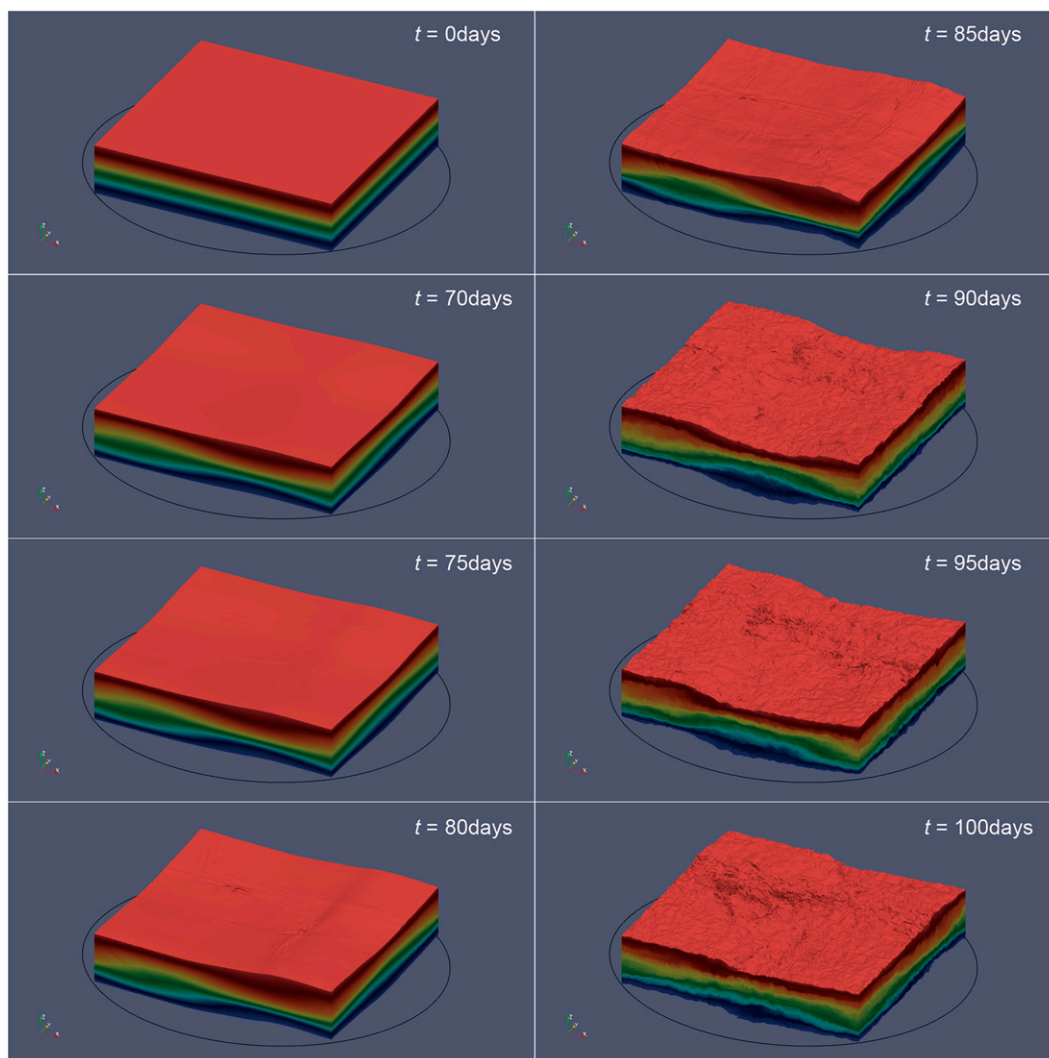 t = 0days
t = 85days
t = 70days
t = 90days
t = 75days
t = 95days
t = 80days
t = 100days